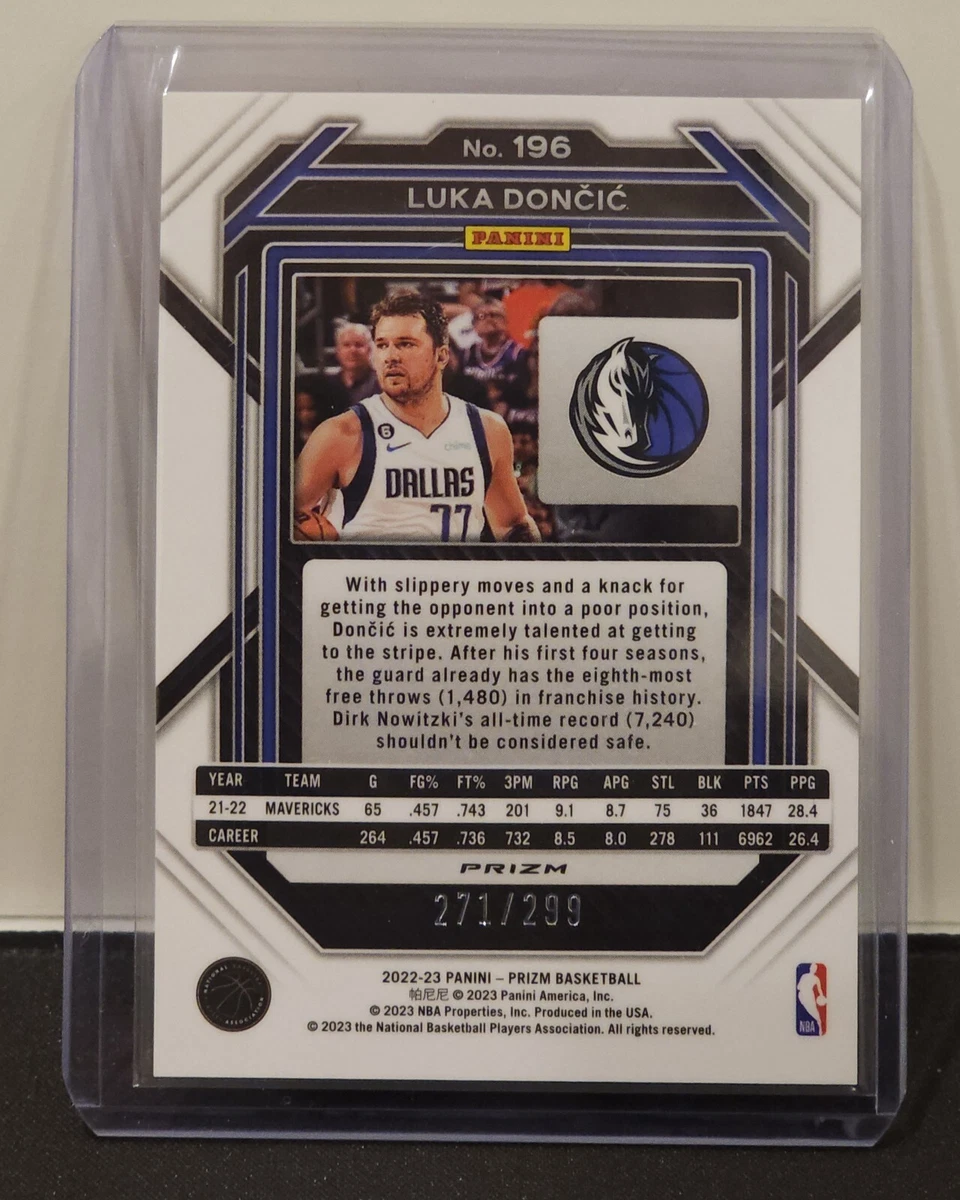 No. 196
LUKA DONČIĆ
PANINI
6
chime
DALLAS
77
With slippery moves and a knack for
getting the opponent into a poor position,
Dončić is extremely talented at getting
to the stripe. After his first four seasons,
the guard already has the eighth-most
free throws (1,480) in franchise history.
Dirk Nowitzki's all-time record (7,240)
shouldn't be considered safe.
YEAR TEAM G FG% FT% 3PM RPG APG STL BLK PTS PPG
21-22 MAVERICKS 65 .457 .743 201 9.1 8.7 75 36 1847 28.4
CAREER 264 .457 .736 732 8.5 8.0 278 111 6962 26.4
PRIZM
271/299
2022-23 PANINI – PRIZM BASKETBALL
帕尼尼 © 2023 Panini America, Inc.
© 2023 NBA Properties, Inc. Produced in the USA.
© 2023 the National Basketball Players Association. All rights reserved.
NATIONAL
ASSOCIATION
NBA